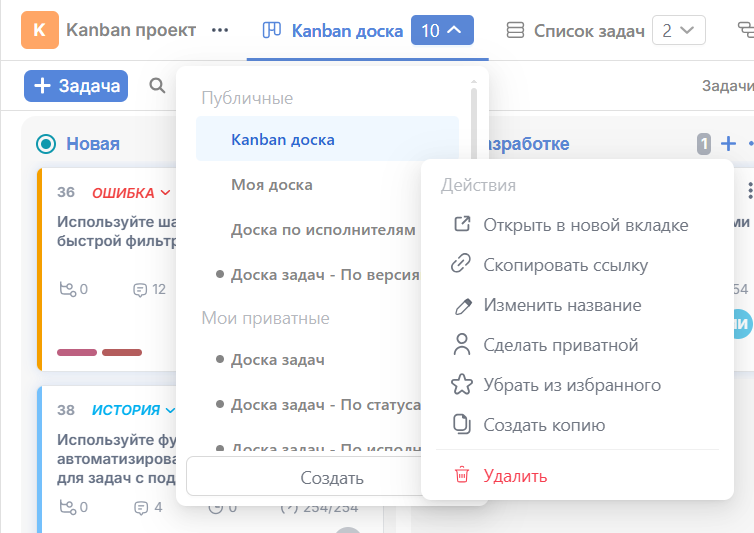 K
Kanban проект
Kanban доска
10
Список задач
2
Задача
Задачи
Публичные
Kanban доска
Моя доска
Доска по исполнителям
Доска задач - По версия
Мои приватные
Доска задач
Доска задач - По статуса
Доска задач - По исполн
Создать
Действия
Открыть в новой вкладке
Скопировать ссылку
Изменить название
Сделать приватной
Убрать из избранного
Создать копию
Удалить
Новая
36
ОШИБКА
Используйте ша
быстрой фильтр
0
12
38
ИСТОРИЯ
Используйте фу
автоматизирова
для задач с под
0
4
0
254/254
азработке
1
ми
54
МИ